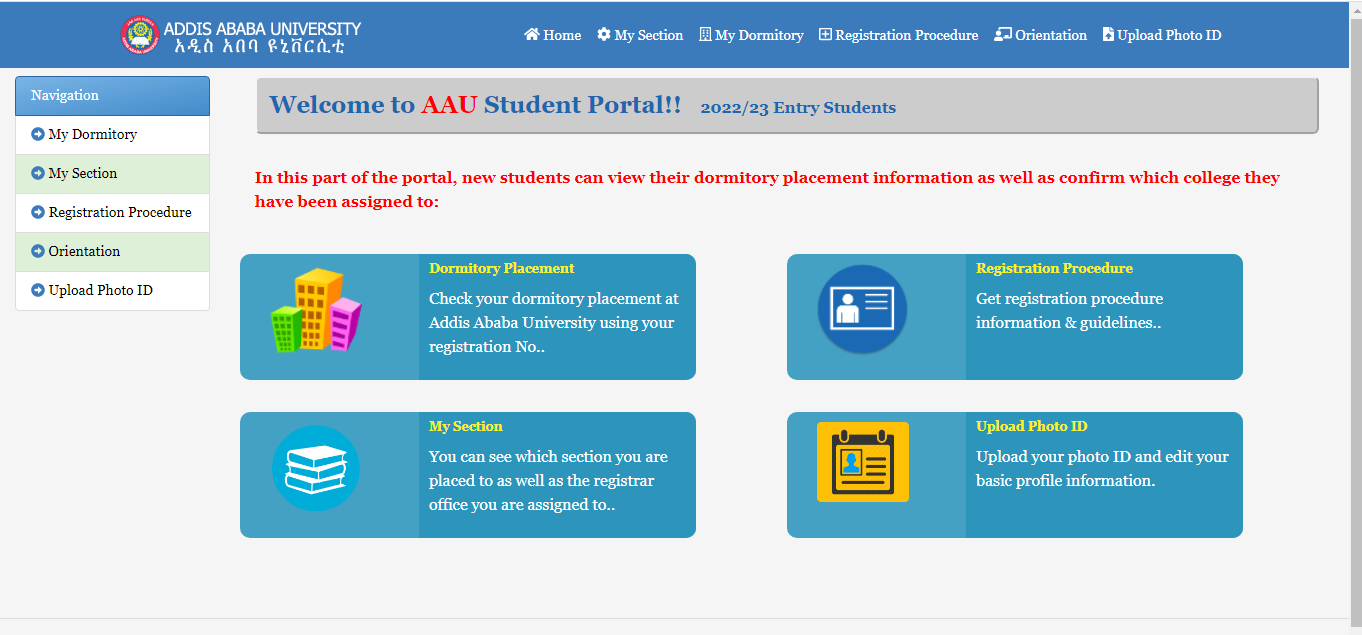 ADDIS ABABA UNIVERSITY
አዲስ አበባ ዩኒቨርሲቲ
Home My Section My Dormitory Registration Procedure Orientation Upload Photo ID
Navigation
My Dormitory
My Section
Registration Procedure
Orientation
Upload Photo ID
Welcome to AAU Student Portal!! 2022/23 Entry Students
In this part of the portal, new students can view their dormitory placement information as well as confirm which college they
have been assigned to:
Dormitory Placement
Check your dormitory placement at
Addis Ababa University using your
registration No..
Registration Procedure
Get registration procedure
information & guidelines..
My Section
You can see which section you are
placed to as well as the registrar
office you are assigned to..
Upload Photo ID
Upload your photo ID and edit your
basic profile information.